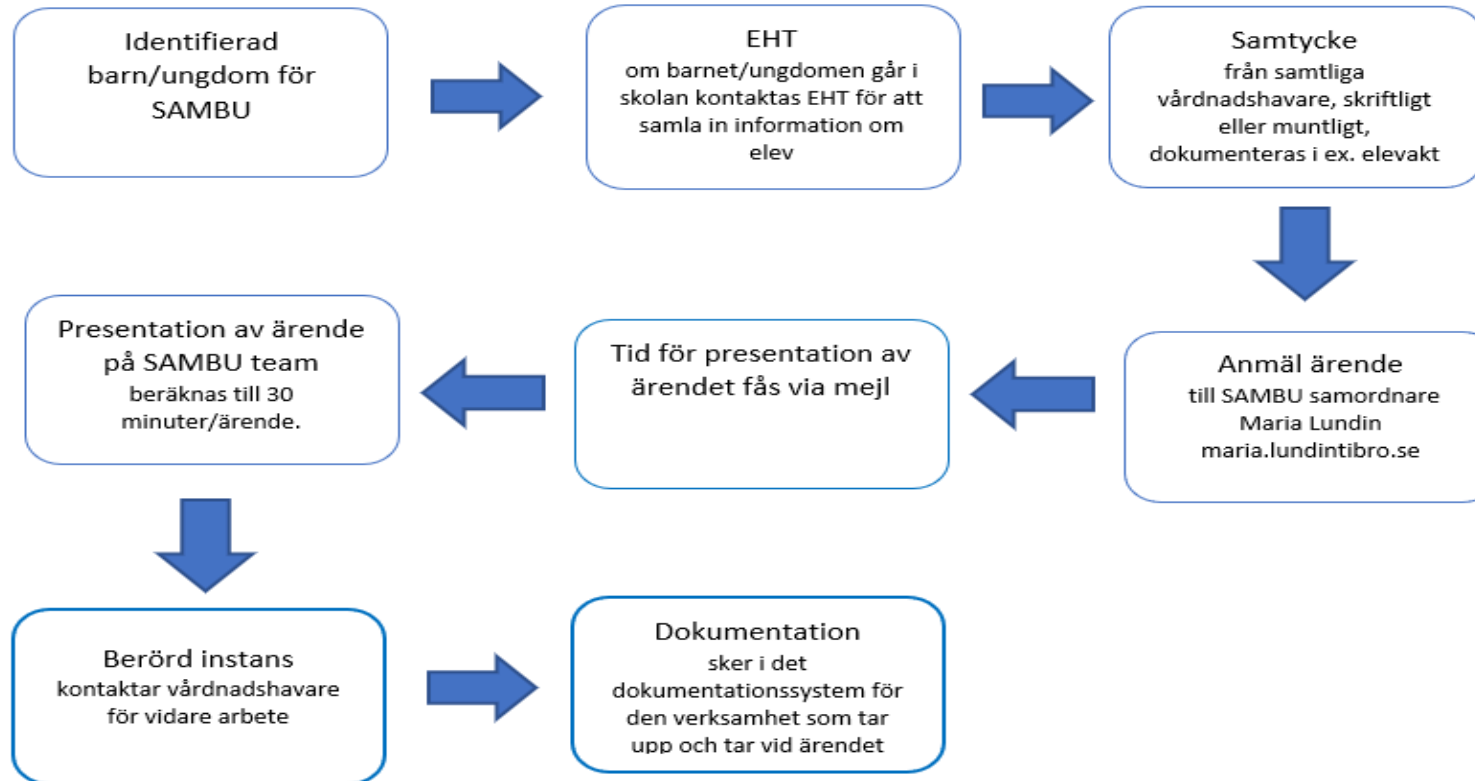 Identifierad
barn/ungdom för
SAMBU
EHT
om barnet/ungdomen går i
skolan kontaktas EHT för att
samla in information om
elev
Samtycke
från samtliga
vårdnadshavare, skriftligt
eller muntligt,
dokumenteras i ex. elevakt
Anmäl ärende
till SAMBU samordnare
Maria Lundin
maria.lundintibro.se
Tid för presentation av
ärendet fås via mejl
Presentation av ärende
på SAMBU team
beräknas till 30
minuter/ärende.
Berörd instans
kontaktar vårdnadshavare
för vidare arbete
Dokumentation
sker i det
dokumentationssystem för
den verksamhet som tar
upp och tar vid ärendet